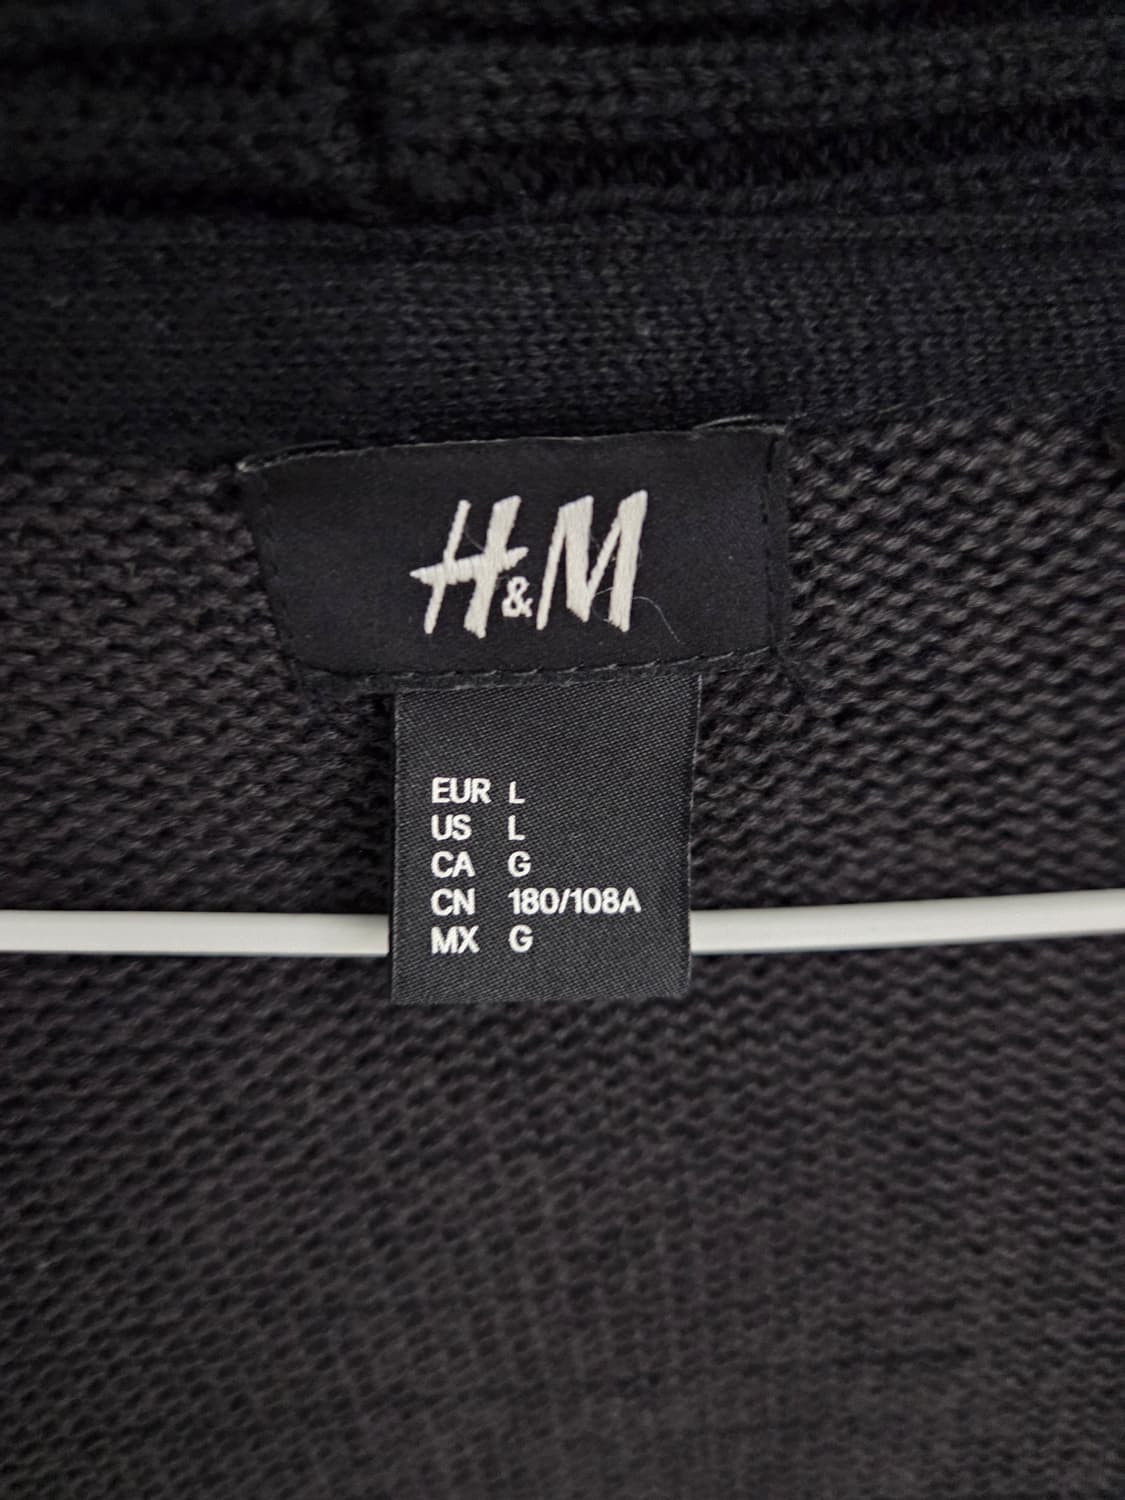 H&M
EUR L
US L
CA G
CN 180/108A
MX G